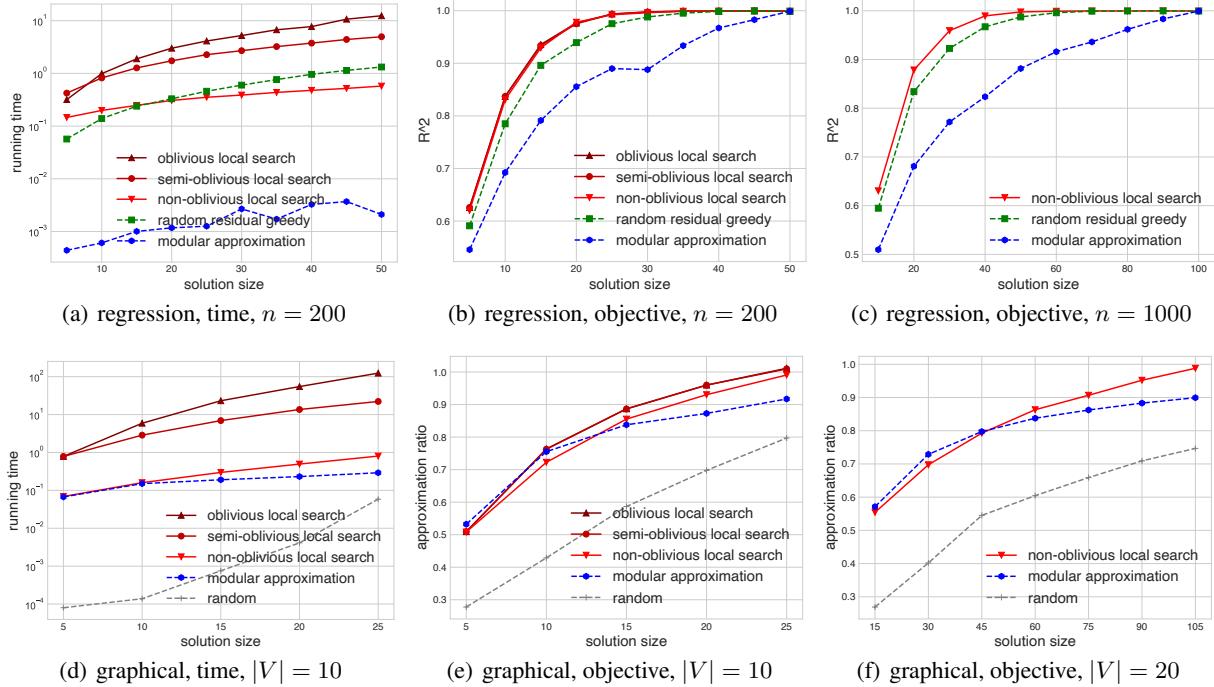 running time
10^1
10^0
10^-1
10^-2
10^-3
oblivious local search
semi-oblivious local search
non-oblivious local search
random residual greedy
modular approximation
10 20 30 40 50
solution size
(a) regression, time, n = 200
R^2
1.0
0.9
0.8
0.7
0.6
oblivious local search
semi-oblivious local search
non-oblivious local search
random residual greedy
modular approximation
10 20 30 40 50
solution size
(b) regression, objective, n = 200
R^2
1.0
0.9
0.8
0.7
0.6
0.5
non-oblivious local search
random residual greedy
modular approximation
20 40 60 80 100
solution size
(c) regression, objective, n = 1000
running time
10^2
10^1
10^0
10^-1
10^-2
10^-3
10^-4
oblivious local search
semi-oblivious local search
non-oblivious local search
modular approximation
random
5 10 15 20 25
solution size
(d) graphical, time, |V| = 10
approximation ratio
1.0
0.9
0.8
0.7
0.6
0.5
0.4
0.3
oblivious local search
semi-oblivious local search
non-oblivious local search
modular approximation
random
5 10 15 20 25
solution size
(e) graphical, objective, |V| = 10
approximation ratio
1.0
0.9
0.8
0.7
0.6
0.5
0.4
0.3
non-oblivious local search
modular approximation
random
15 30 45 60 75 90 105
solution size
(f) graphical, objective, |V| = 20